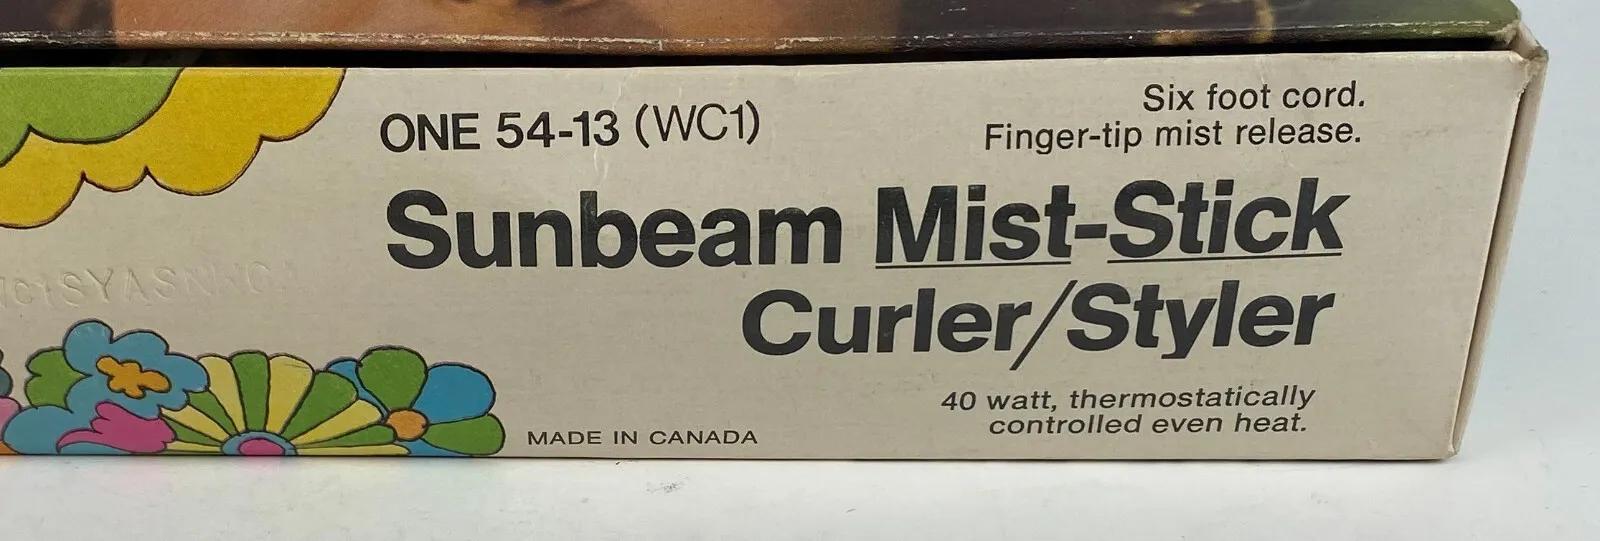 ONE 54-13 (WC1)
Six foot cord.
Finger-tip mist release.
Sunbeam Mist-Stick
Curler/Styler
40 watt, thermostatically
controlled even heat.
MADE IN CANADA